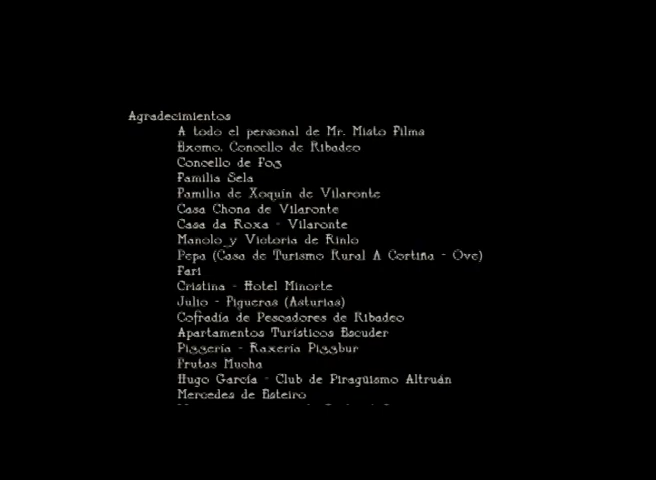 Agradecimientos
A todo el personal de Mr. Misto Films
Exomo. Concello de Ribadeo
Concello de Foz
Familia Sela
Familia de Xoquín de Vilaronte
Casa Chona de Vilaronte
Casa da Roxa - Vilaronte
Manolo y Victoria de Rinlo
Pepa (Casa de Turismo Rural A Cortiña - Ove)
Fari
Cristina - Hotel Minorte
Julio - Figueras (Asturias)
Cofradía de Pescadores de Ribadeo
Apartamentos Turísticos Escuder
Pizzería - Raxería Pizzbur
Frutas Mucha
Hugo García - Club de Piragüismo Altruán
Mercedes de Esteiro